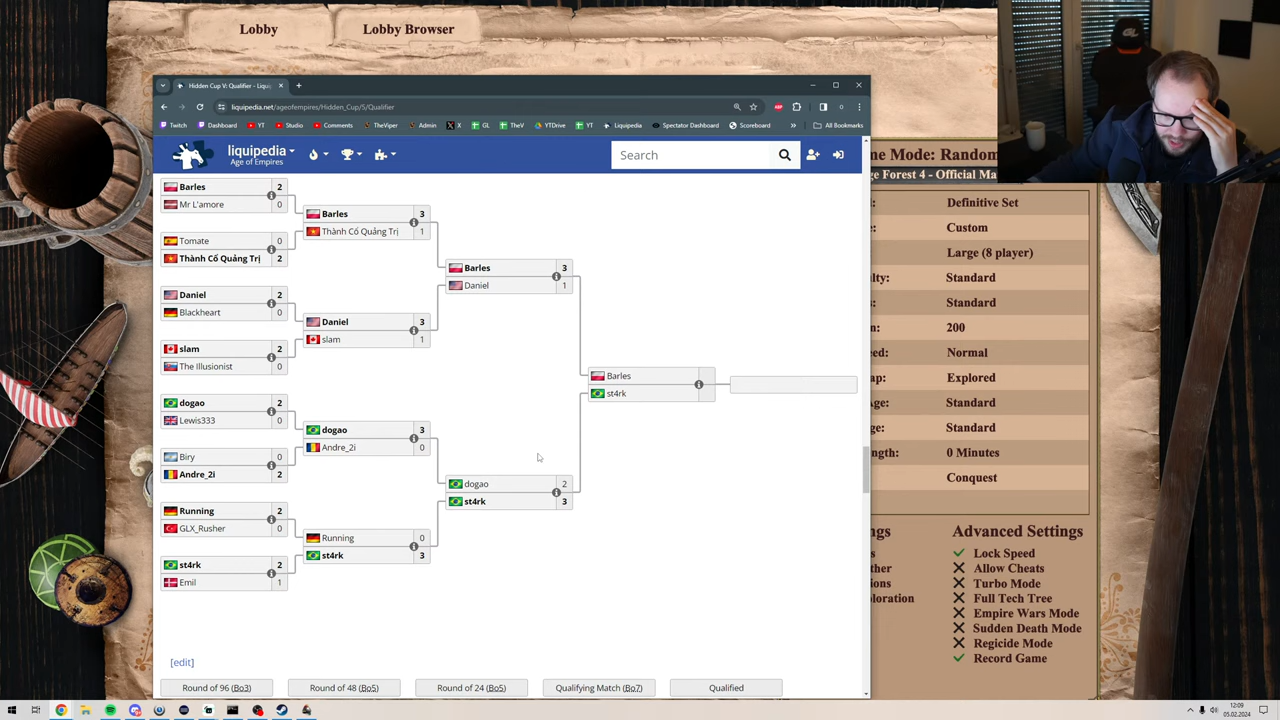 Lobby
Lobby Browser
Hidden Cup V: Qualifier - Liqui
liquipedia.net/ageofempires/Hidden_Cup/5/Qualifier
Twitch
Dashboard
YT
Studio
Comments
TheViper
Admin
X
GL
TheV
YTDrive
YT
Liquipedia
Spectator Dashboard
Scoreboard
All Bookmarks
liquipedia
Age of Empires
Search
Barles 2
Mr L'amore 0
Tomate 0
Thành Cổ Quảng Trị 2
Daniel 2
Blackheart 0
slam 2
The Illusionist 0
dogao 2
Lewis333 0
Biry 0
Andre_2i 2
Running 2
GLX_Rusher 0
st4rk 2
Emil 1
Barles 3
Thành Cổ Quảng Trị 1
Daniel 3
slam 1
dogao 3
Andre_2i 0
Running 0
st4rk 3
Barles 3
Daniel 1
dogao 2
st4rk 3
Barles
st4rk
[edit]
Round of 96 (Bo3)
Round of 48 (Bo5)
Round of 24 (Bo5)
Qualifying Match (Bo7)
Qualified
me Mode: Random
ge Forest 4 - Official Ma
Definitive Set
Custom
Large (8 player)
Standard
Standard
200
Normal
Explored
Standard
Standard
0 Minutes
Conquest
Advanced Settings
Lock Speed
Allow Cheats
Turbo Mode
Full Tech Tree
Empire Wars Mode
Sudden Death Mode
Regicide Mode
Record Game
12:09
05.02.2024